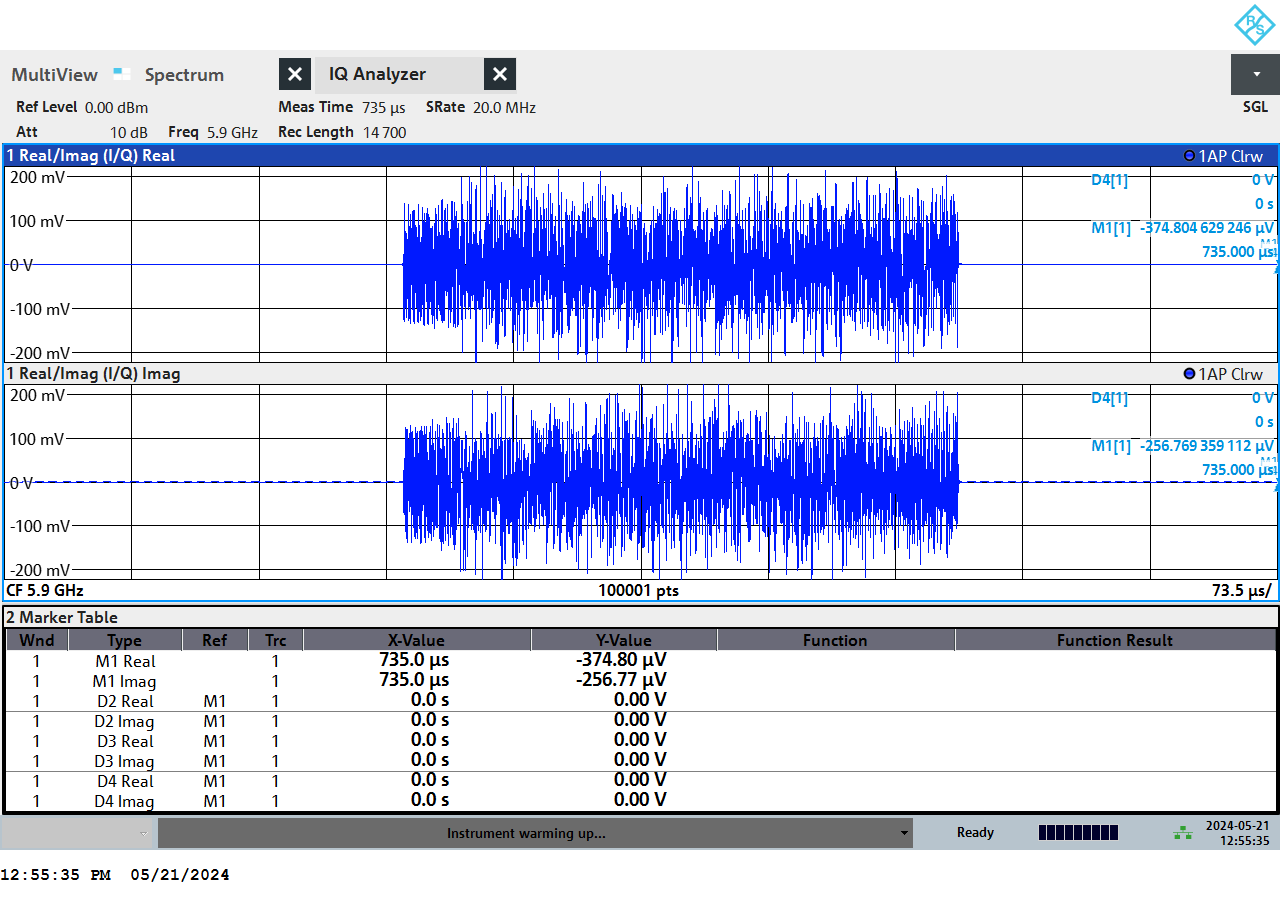 R S
MultiView Spectrum IQ Analyzer
Ref Level 0.00 dBm Meas Time 735 µs SRate 20.0 MHz SGL
Att 10 dB Freq 5.9 GHz Rec Length 14 700
1 Real/Imag (I/Q) Real 1AP Clrw
200 mV D4[1] 0 V
0 s
100 mV M1[1] -374.804 629 246 µV
735.000 µs
0 V
-100 mV
-200 mV
1 Real/Imag (I/Q) Imag 1AP Clrw
200 mV D4[1] 0 V
0 s
100 mV M1[1] -256.769 359 112 µV
735.000 µs
0 V
-100 mV
-200 mV
CF 5.9 GHz 100001 pts 73.5 µs/
2 Marker Table
Wnd Type Ref Trc X-Value Y-Value Function Function Result
1 M1 Real 1 735.0 µs -374.80 µV
1 M1 Imag 1 735.0 µs -256.77 µV
1 D2 Real M1 1 0.0 s 0.00 V
1 D2 Imag M1 1 0.0 s 0.00 V
1 D3 Real M1 1 0.0 s 0.00 V
1 D3 Imag M1 1 0.0 s 0.00 V
1 D4 Real M1 1 0.0 s 0.00 V
1 D4 Imag M1 1 0.0 s 0.00 V
Instrument warming up... Ready 2024-05-21
12:55:35
12:55:35 PM 05/21/2024